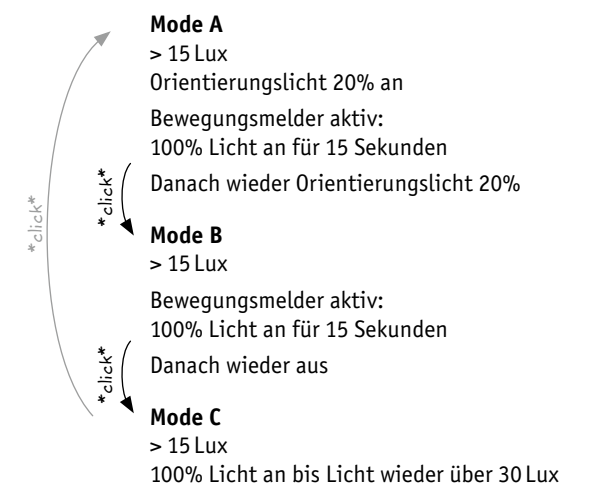 Mode A
> 15 Lux
Orientierungslicht 20% an
Bewegungsmelder aktiv:
100% Licht an für 15 Sekunden
*click*
Danach wieder Orientierungslicht 20%
*click*
Mode B
> 15 Lux
Bewegungsmelder aktiv:
100% Licht an für 15 Sekunden
*click*
Danach wieder aus
Mode C
> 15 Lux
100% Licht an bis Licht wieder über 30 Lux